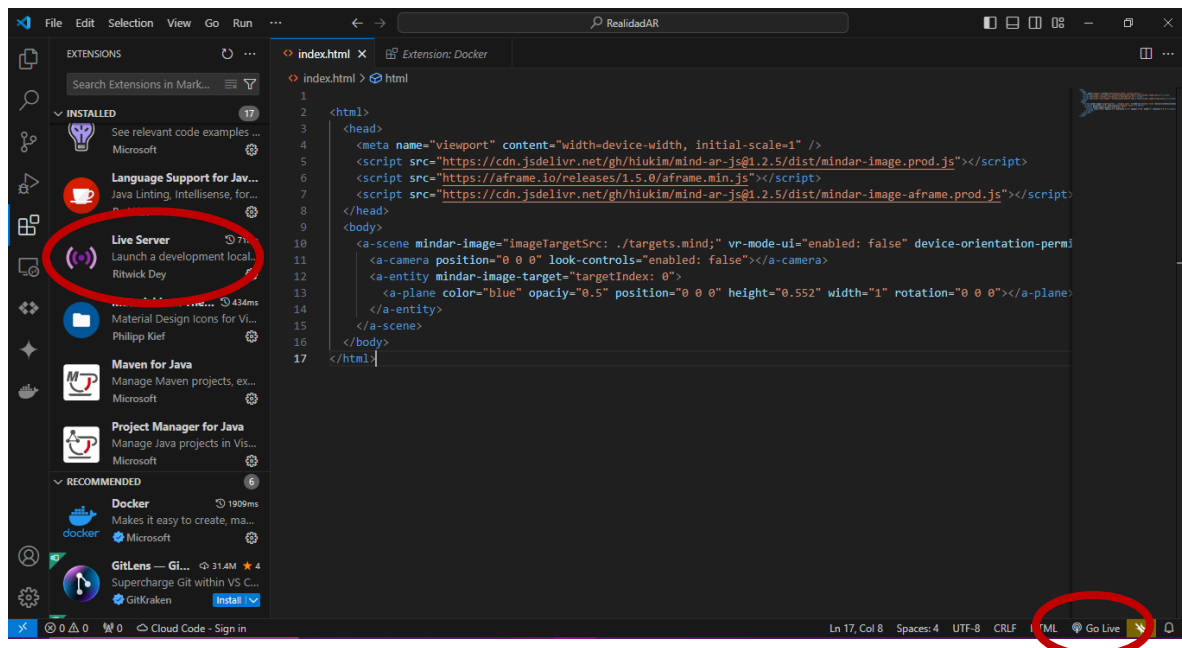 File Edit Selection View Go Run ··· RealidadAR
EXTENSIONS
Search Extensions in Mark...
INSTALLED 17
See relevant code examples ...
Microsoft
Language Support for Jav...
Java Linting, Intellisense, for...
Live Server
Launch a development local...
Ritwick Dey
434ms
Material Design Icons for Vi...
Philipp Kief
Maven for Java
Manage Maven projects, ex...
Microsoft
Project Manager for Java
Manage Java projects in Vis...
Microsoft
RECOMMENDED 6
Docker 1909ms
Makes it easy to create, ma...
docker
Microsoft
GitLens — Gi... 31.4M ★ 4
Supercharge Git within VS C...
GitKraken Install
index.html Extension: Docker
index.html > html
1
2 <html>
3 <head>
4 <meta name="viewport" content="width=device-width, initial-scale=1" />
5 <script src="https://cdn.jsdelivr.net/gh/hiukim/mind-ar-js@1.2.5/dist/mindar-image.prod.js"></script>
6 <script src="https://aframe.io/releases/1.5.0/aframe.min.js"></script>
7 <script src="https://cdn.jsdelivr.net/gh/hiukim/mind-ar-js@1.2.5/dist/mindar-image-aframe.prod.js"></script>
8 </head>
9 <body>
10 <a-scene mindar-image="imageTargetSrc: ./targets.mind;" vr-mode-ui="enabled: false" device-orientation-permi
11 <a-camera position="0 0 0" look-controls="enabled: false"></a-camera>
12 <a-entity mindar-image-target="targetIndex: 0">
13 <a-plane color="blue" opaciy="0.5" position="0 0 0" height="0.552" width="1" rotation="0 0 0"></a-plane>
14 </a-entity>
15 </a-scene>
16 </body>
17 </html>
0 0 0 Cloud Code - Sign in Ln 17, Col 8 Spaces: 4 UTF-8 CRLF HTML Go Live